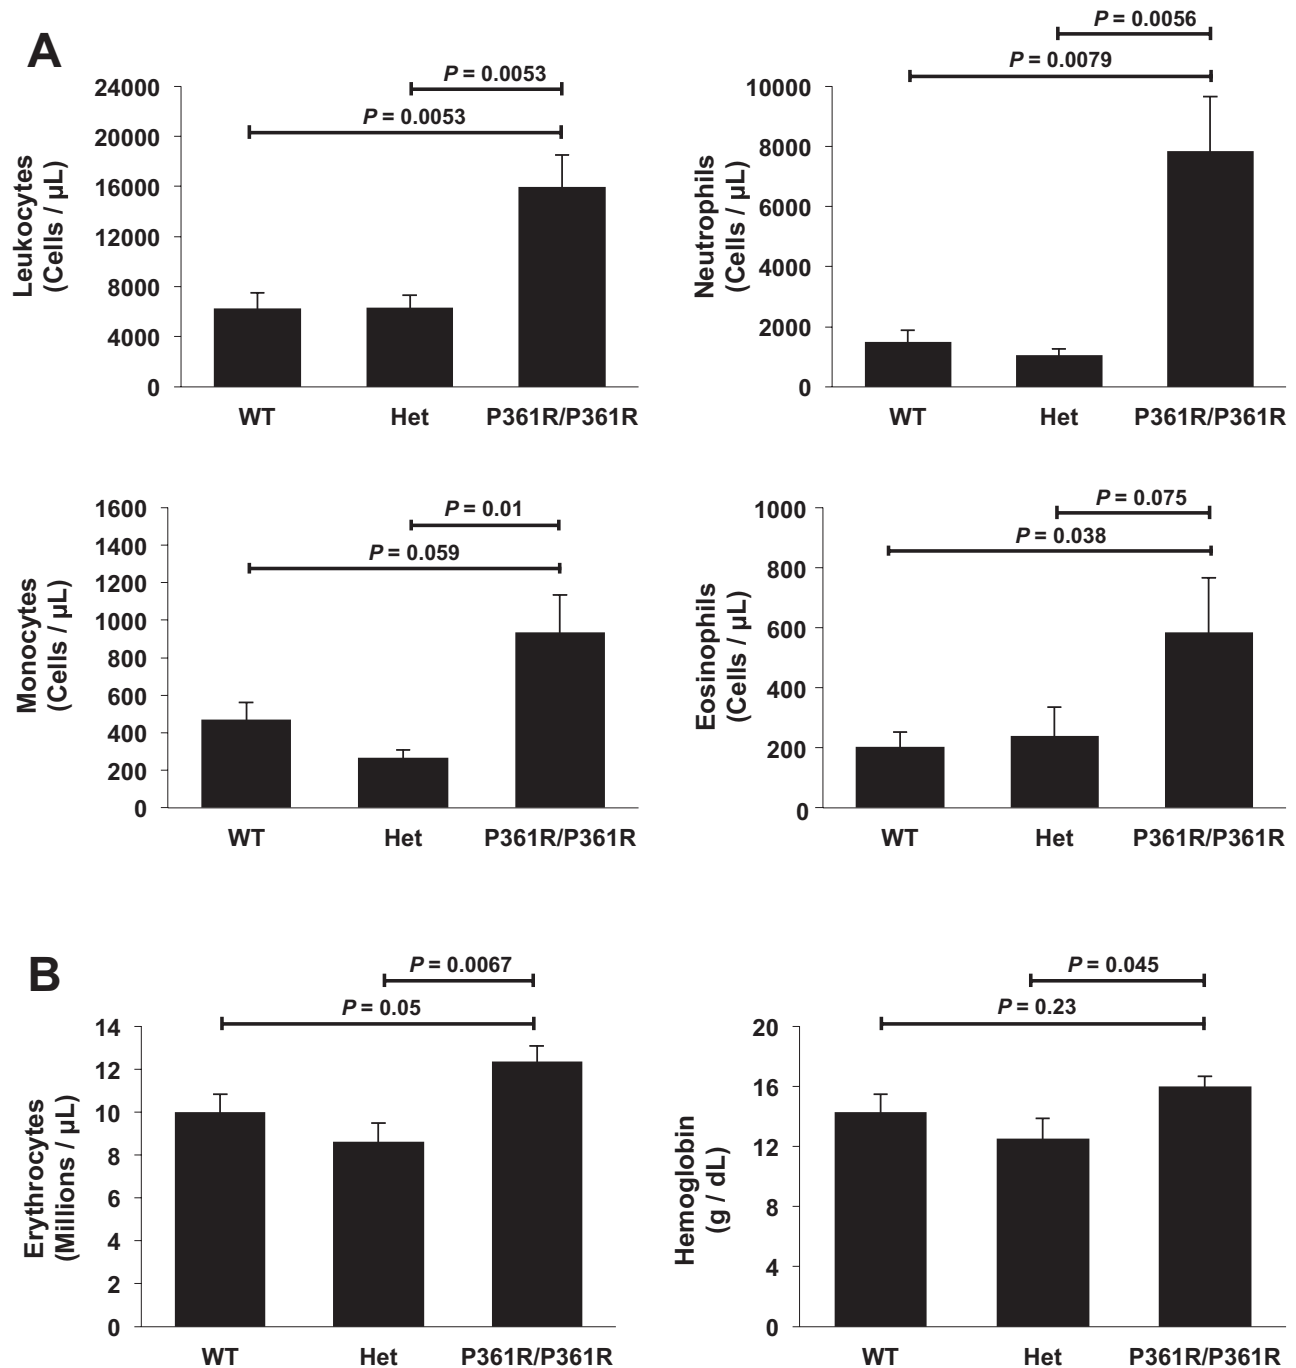 A
P = 0.0053
P = 0.0053
Leukocytes
(Cells / µL)
24000
20000
16000
12000
8000
4000
0
WT Het P361R/P361R
P = 0.0056
P = 0.0079
Neutrophils
(Cells / µL)
10000
8000
6000
4000
2000
0
WT Het P361R/P361R
P = 0.01
P = 0.059
Monocytes
(Cells / µL)
1600
1400
1200
1000
800
600
400
200
0
WT Het P361R/P361R
P = 0.075
P = 0.038
Eosinophils
(Cells / µL)
1000
800
600
400
200
0
WT Het P361R/P361R
B
P = 0.0067
P = 0.05
Erythrocytes
(Millions / µL)
14
12
10
8
6
4
2
0
WT Het P361R/P361R
P = 0.045
P = 0.23
Hemoglobin
(g / dL)
20
16
12
8
4
0
WT Het P361R/P361R